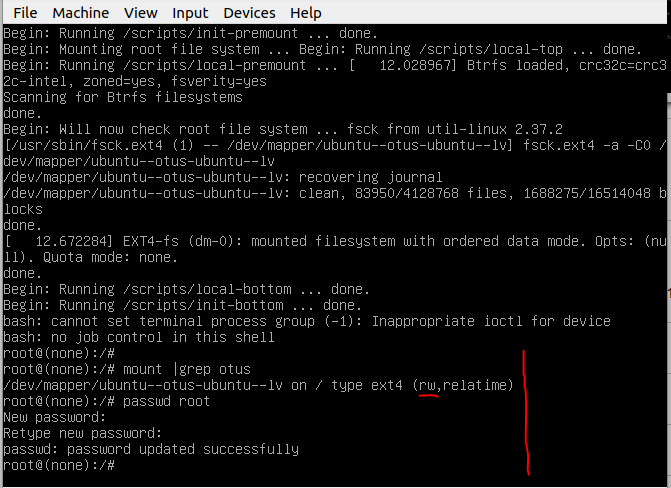 File Machine View Input Devices Help
Begin: Running /scripts/init-premount ... done.
Begin: Mounting root file system ... Begin: Running /scripts/local-top ... done.
Begin: Running /scripts/local-premount ... [   12.028967] Btrfs loaded, crc32c=crc3
2c-intel, zoned=yes, fsverity=yes
Scanning for Btrfs filesystems
done.
Begin: Will now check root file system ... fsck from util-linux 2.37.2
[/usr/sbin/fsck.ext4 (1) -- /dev/mapper/ubuntu--otus-ubuntu--lv] fsck.ext4 -a -C0 /
dev/mapper/ubuntu--otus-ubuntu--lv
/dev/mapper/ubuntu--otus-ubuntu--lv: recovering journal
/dev/mapper/ubuntu--otus-ubuntu--lv: clean, 83950/4128768 files, 1688275/16514048 b
locks
done.
[   12.672284] EXT4-fs (dm-0): mounted filesystem with ordered data mode. Opts: (nu
ll). Quota mode: none.
done.
Begin: Running /scripts/local-bottom ... done.
Begin: Running /scripts/init-bottom ... done.
bash: cannot set terminal process group (-1): Inappropriate ioctl for device
bash: no job control in this shell
root@(none):/#
root@(none):/# mount |grep otus
/dev/mapper/ubuntu--otus-ubuntu--lv on / type ext4 (rw,relatime)
root@(none):/# passwd root
New password:
Retype new password:
passwd: password updated successfully
root@(none):/#